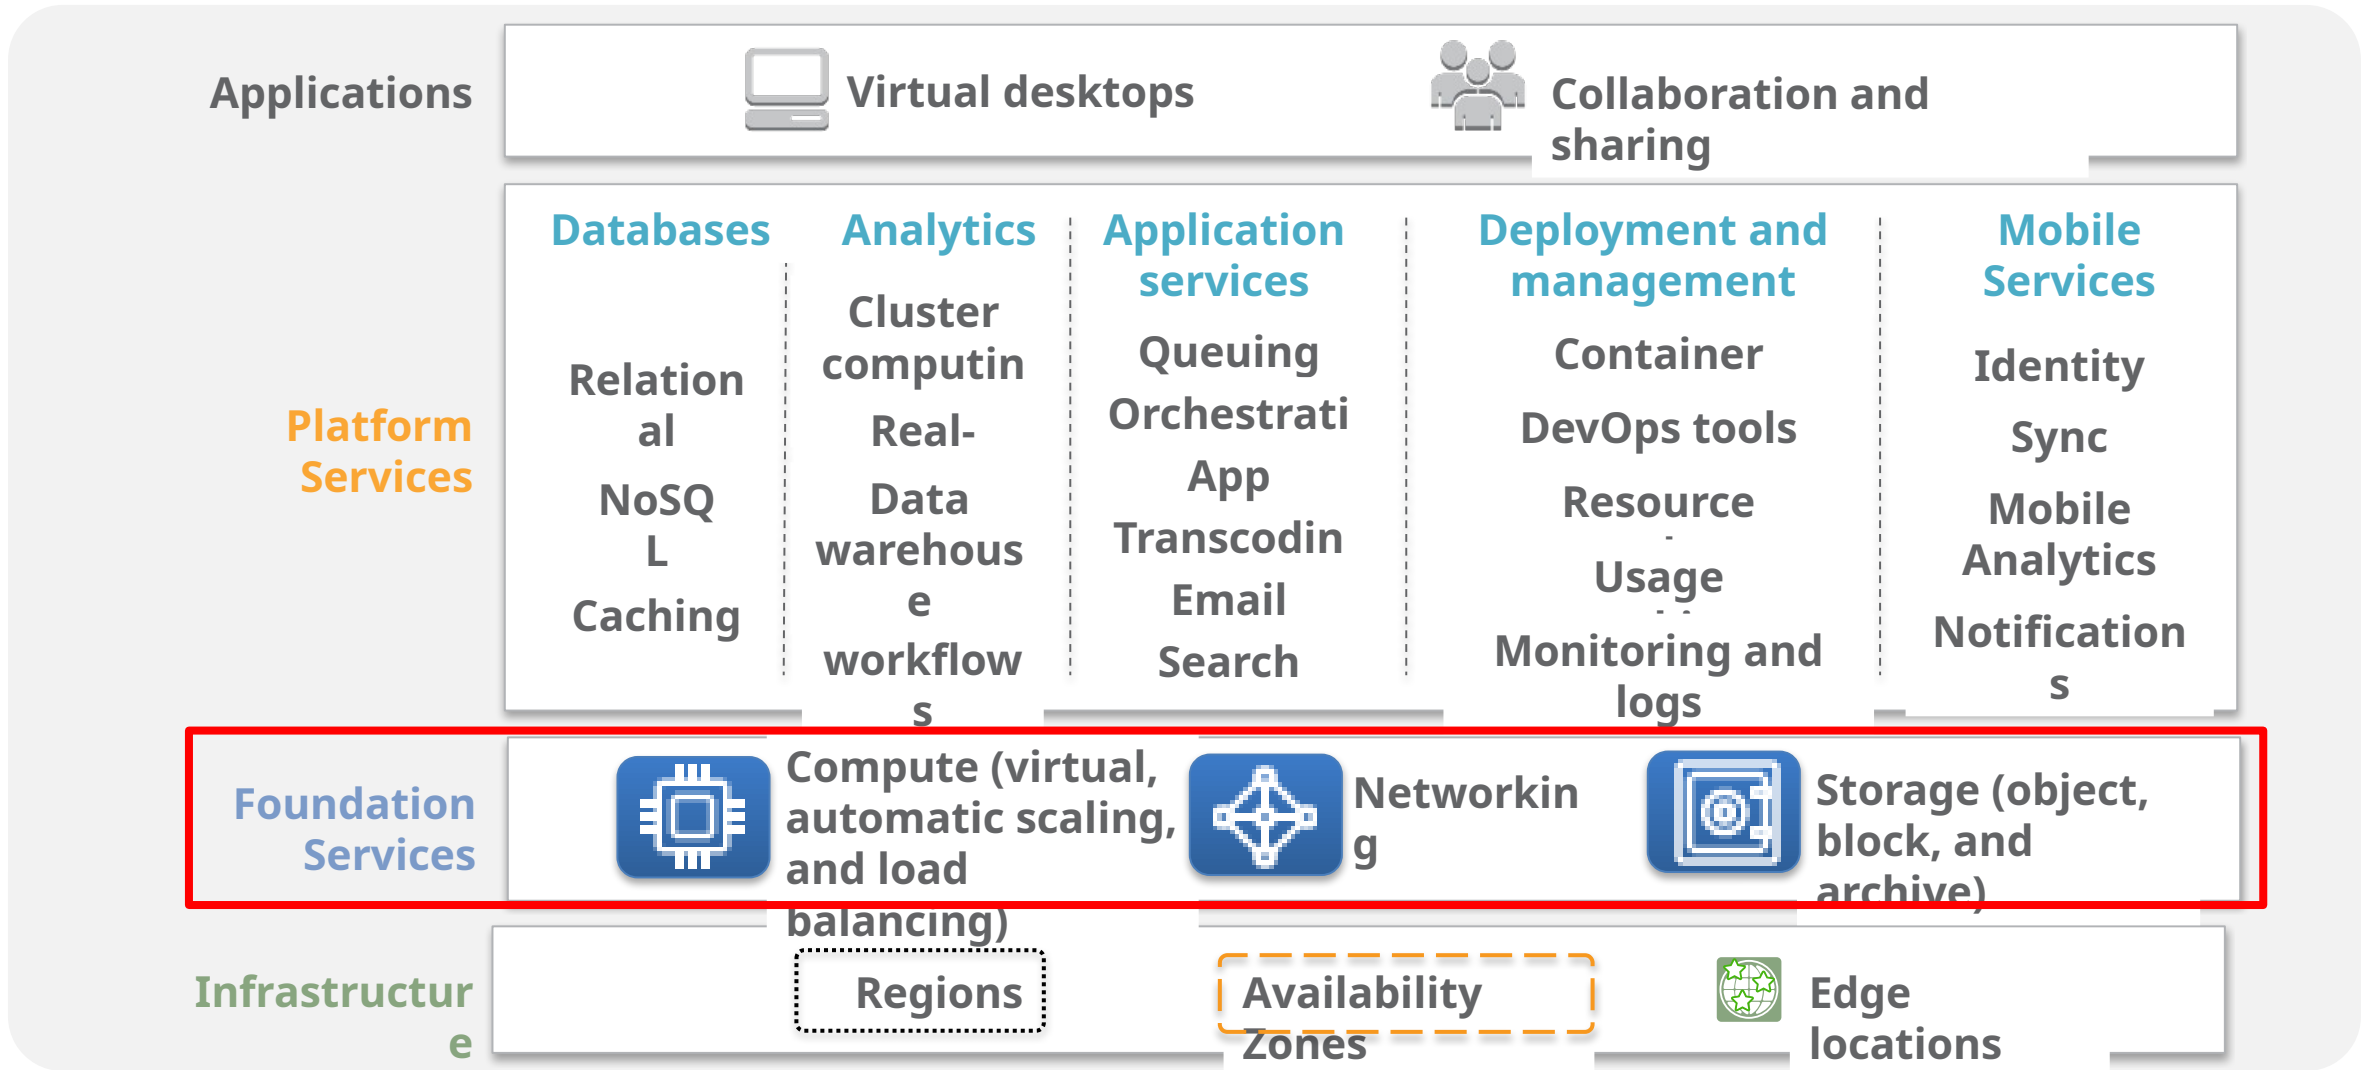 Applications
Virtual desktops
Collaboration and
sharing
Platform
Services
Databases
Relation
al
NoSQ
L
Caching
Analytics
Cluster
computin
Real-
Data
warehous
e
workflow
s
Application
services
Queuing
Orchestrati
App
Transcodin
Email
Search
Deployment and
management
Container
DevOps tools
Resource
Usage
Monitoring and
logs
Mobile
Services
Identity
Sync
Mobile
Analytics
Notification
s
Foundation
Services
Compute (virtual,
automatic scaling,
and load
balancing)
Networkin
g
Storage (object,
block, and
archive)
Infrastructur
e
Regions
Availability
Zones
Edge
locations